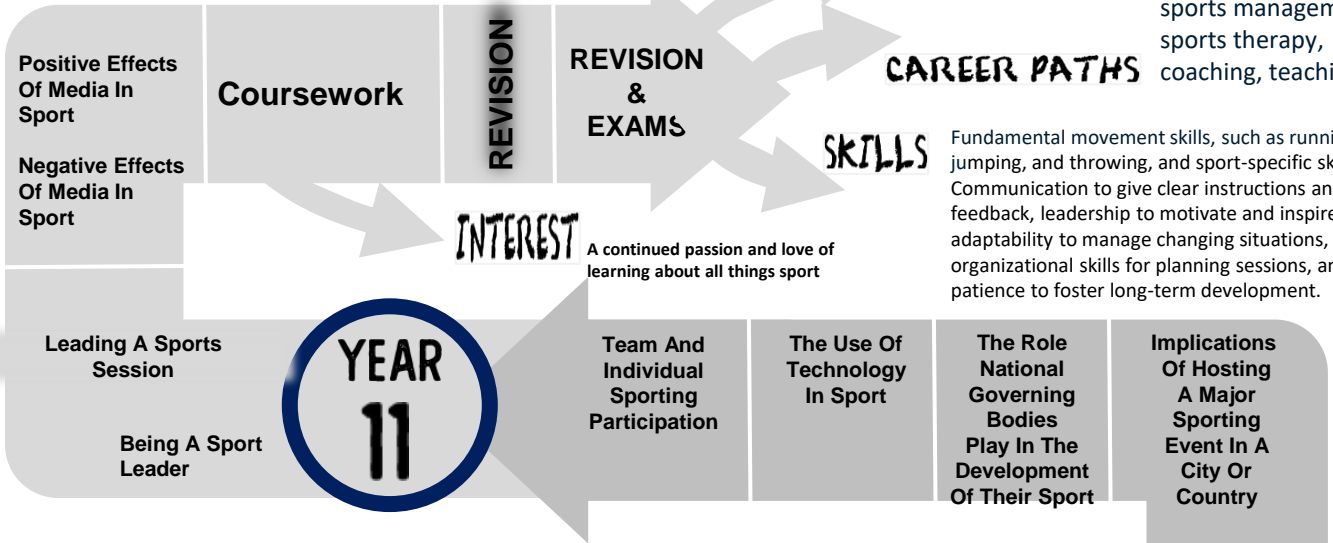 sports managem
sports therapy,
coaching, teachi
CAREER PATHS
Positive Effects
Of Media In
Sport
Negative Effects
Of Media In
Sport
Coursework
REVISION
REVISION
&
EXAMS
SKILLS
Fundamental movement skills, such as runni
jumping, and throwing, and sport-specific sk
Communication to give clear instructions an
feedback, leadership to motivate and inspire
adaptability to manage changing situations,
organizational skills for planning sessions, an
patience to foster long-term development.
INTEREST
A continued passion and love of
learning about all things sport
Leading A Sports
Session
Being A Sport
Leader
YEAR
11
Team And
Individual
Sporting
Participation
The Use Of
Technology
In Sport
The Role
National
Governing
Bodies
Play In The
Development
Of Their Sport
Implications
Of Hosting
A Major
Sporting
Event In A
City Or
Country